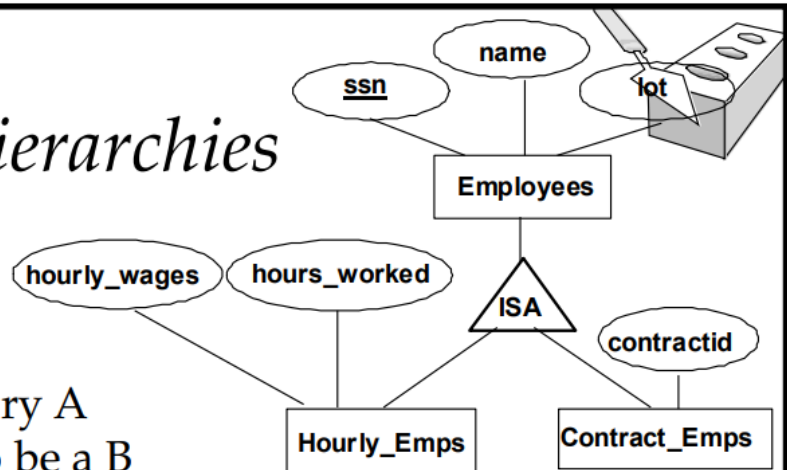 name
ssn
lot
ierarchies
Employees
hourly_wages
hours_worked
ISA
contractid
ry A
Hourly_Emps
Contract_Emps
be a B